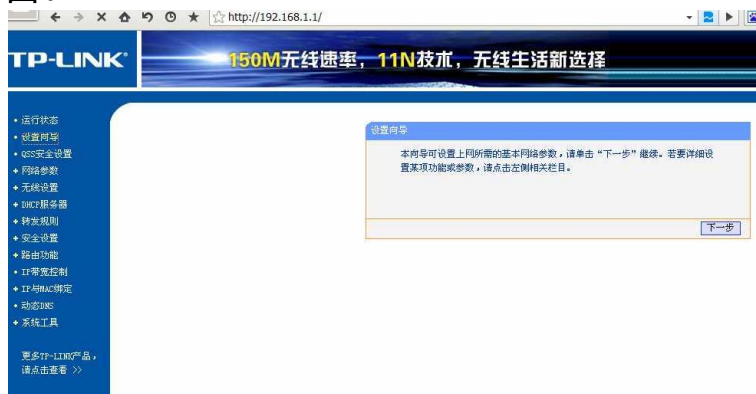 http://192.168.1.1/
TP-LINK
150M无线速率，11N技术，无线生活新选择
• 运行状态
• 设置向导
• QSS安全设置
+ 网络参数
+ 无线设置
+ DHCP服务器
+ 转发规则
+ 安全设置
+ 路由功能
• IP带宽控制
+ IP与MAC绑定
• 动态DNS
+ 系统工具
更多TP-LINK产品，
请点击查看 >>
设置向导
本向导可设置上网所需的基本网络参数，请单击“下一步”继续。若要详细设
置某项功能或参数，请点击左侧相关栏目。
下一步